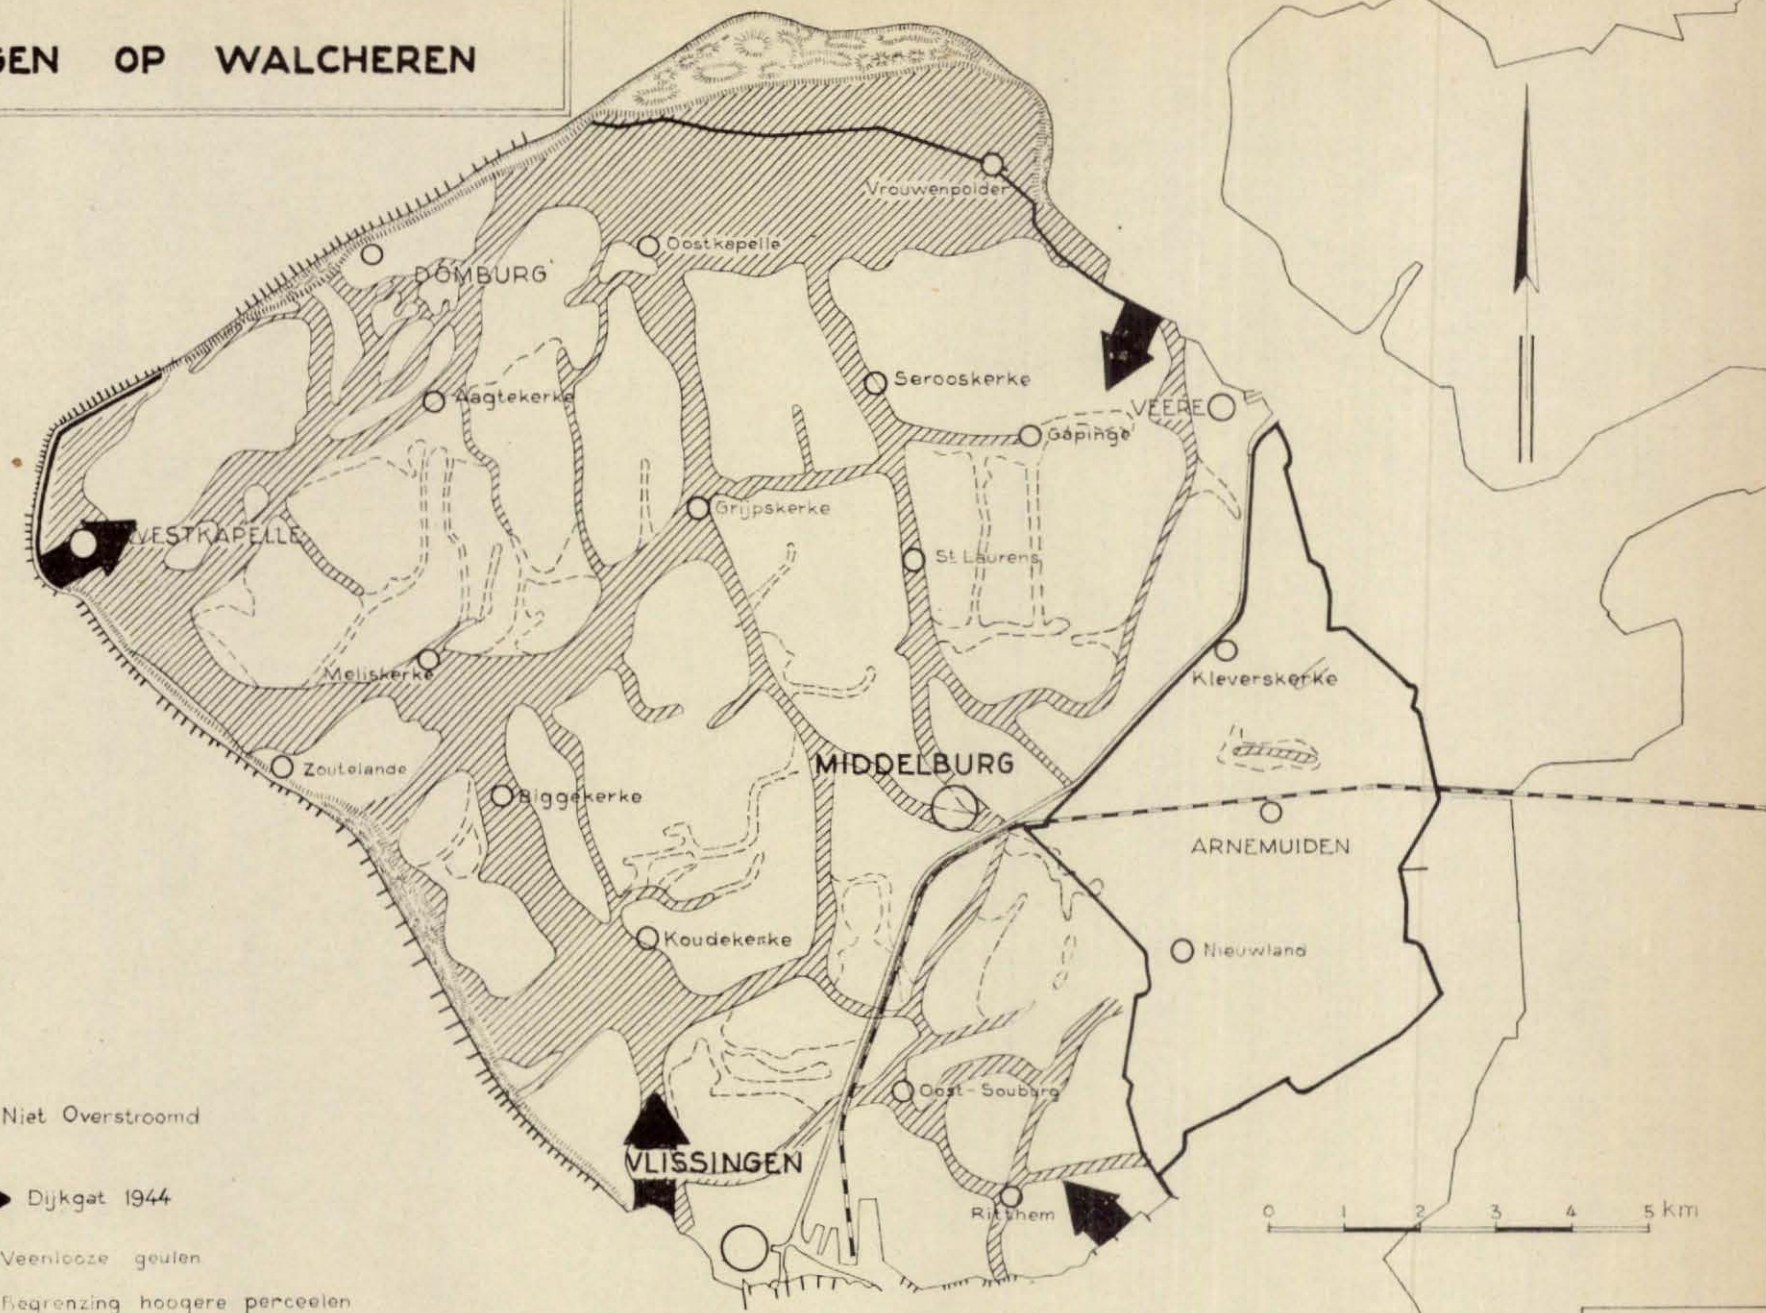 GEN OP WALCHEREN
Vrouwenpolder
Oostkapelle
DOMBURG
Serooskerke
Aagtekerke
VEERE
Gapinge
Grijpskerke
WESTKAPELLE
St Laurens
Meliskerke
Kleverskerke
Zoutelande
MIDDELBURG
Biggekerke
ARNEMUIDEN
Koudekerke
Nieuwland
Oost-Souburg
Niet Overstroomd
VLISSINGEN
Dijkgat 1944
Ritthem
0 1 2 3 4 5 km
Veenlooze geulen
Begrenzing hoogere perceelen